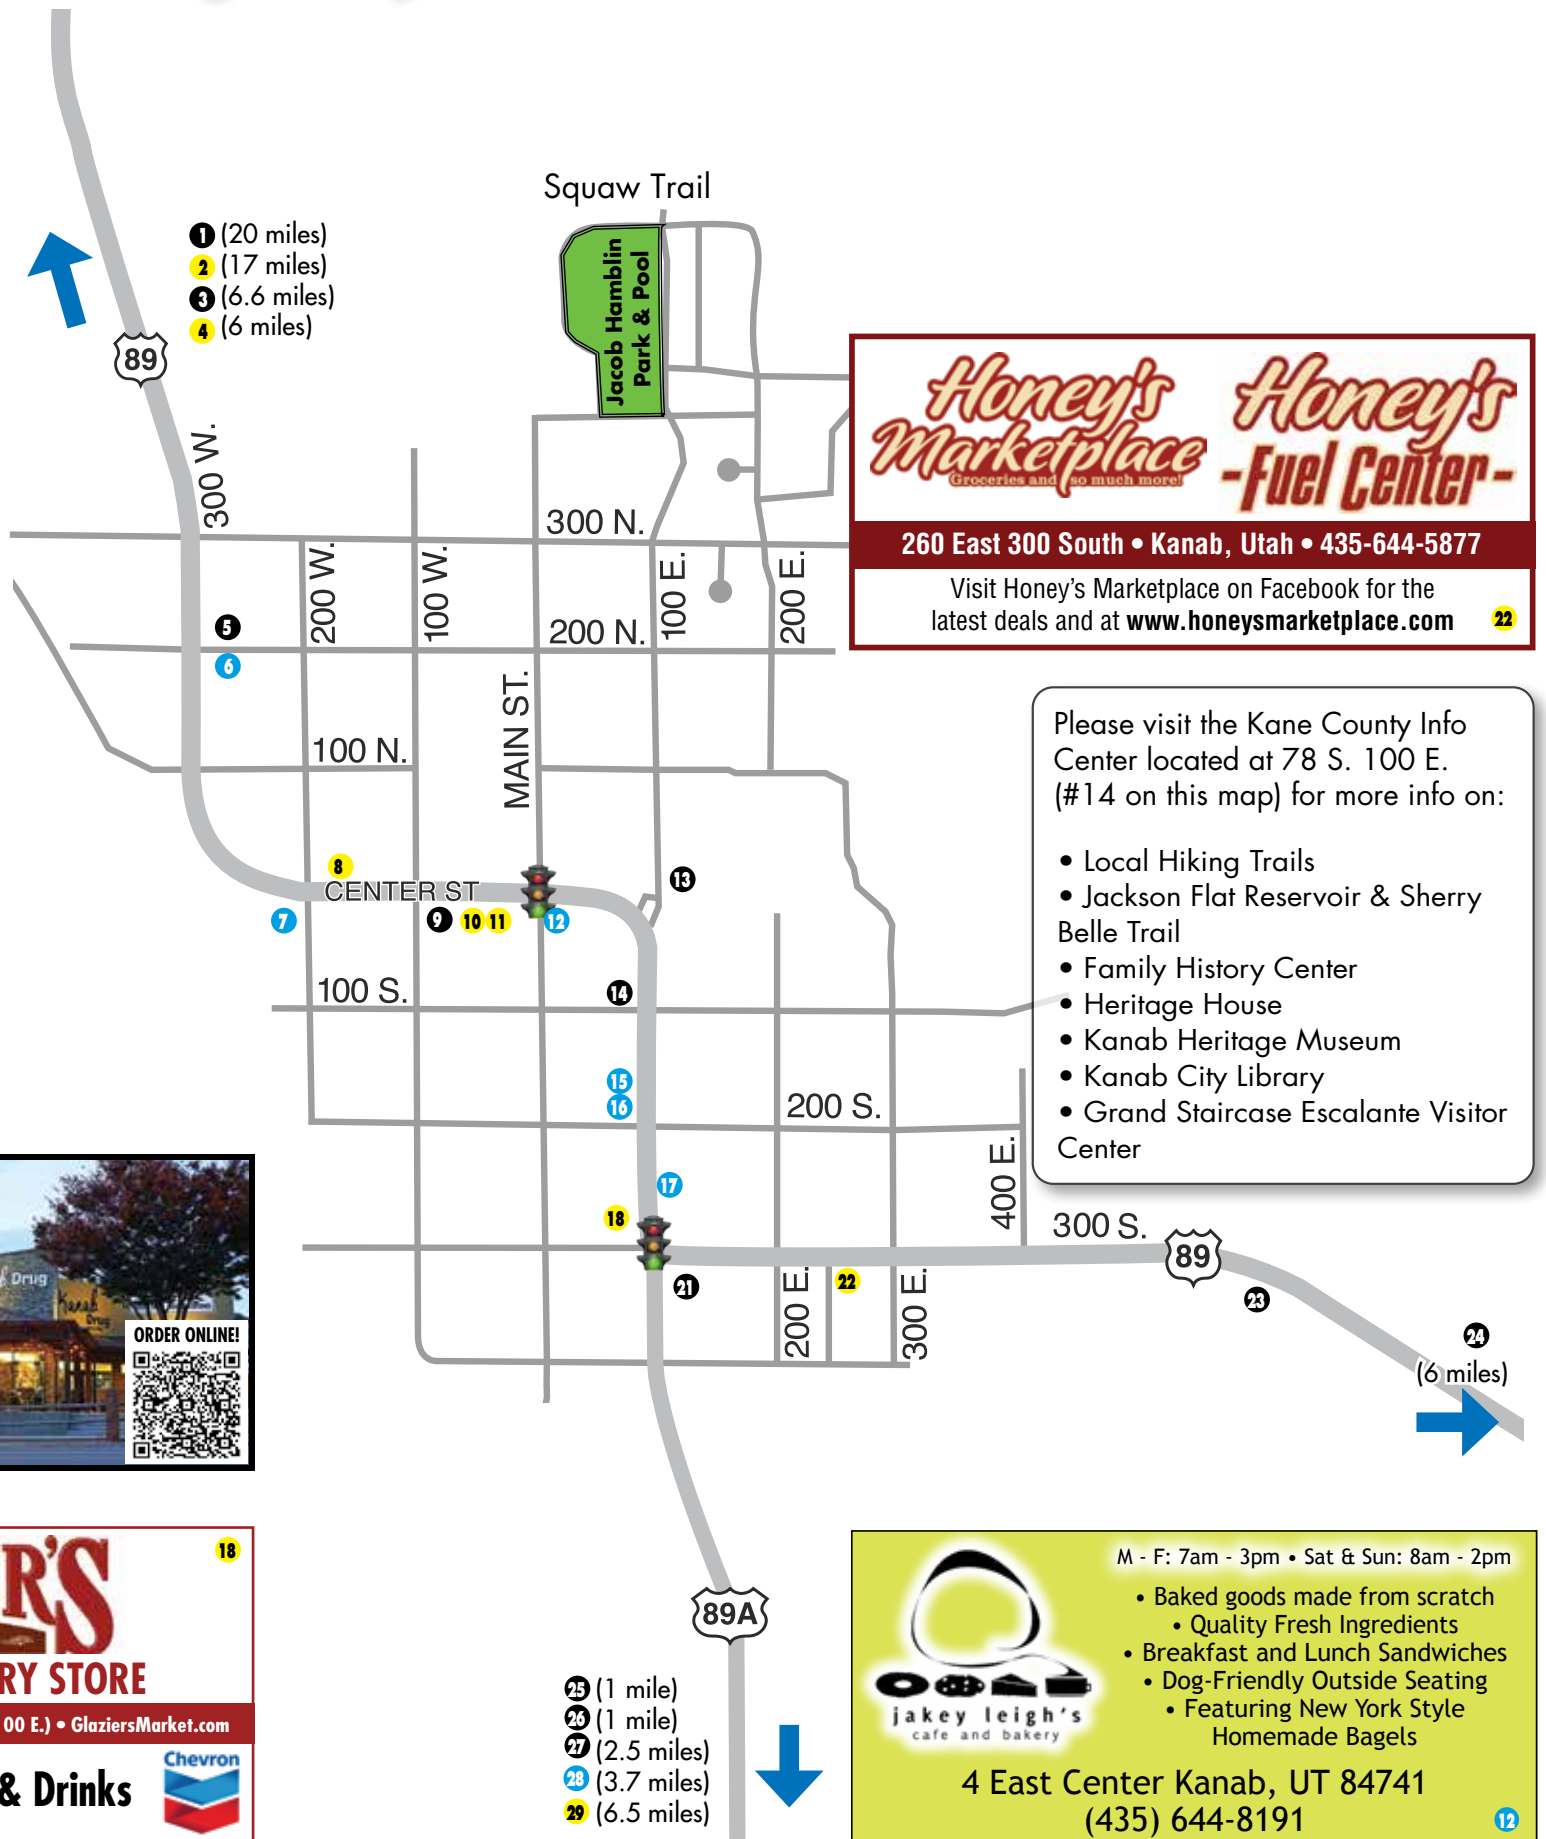 Squaw Trail
1 (20 miles)
2 (17 miles)
3 (6.6 miles)
4 (6 miles)
89
Jacob Hamblin
Park & Pool
Honey's
Marketplace
Groceries and so much more!
Honey's
-Fuel Center-
260 East 300 South • Kanab, Utah • 435-644-5877
Visit Honey's Marketplace on Facebook for the
latest deals and at www.honeysmarketplace.com
22
300 W.
300 N.
200 W.
100 W.
100 E.
200 E.
5
200 N.
6
MAIN ST.
100 N.
Please visit the Kane County Info
Center located at 78 S. 100 E.
(#14 on this map) for more info on:
• Local Hiking Trails
• Jackson Flat Reservoir & Sherry
Belle Trail
• Family History Center
• Heritage House
• Kanab Heritage Museum
• Kanab City Library
• Grand Staircase Escalante Visitor
Center
8
CENTER ST
13
7
9
10
11
12
100 S.
14
15
16
200 S.
400 E.
17
18
300 S.
89
21
200 E.
22
300 E.
23
24
(6 miles)
Drug
Kanab
Drug
ORDER ONLINE!
18
R'S
RY STORE
00 E.) • GlaziersMarket.com
& Drinks
Chevron
89A
25 (1 mile)
26 (1 mile)
27 (2.5 miles)
28 (3.7 miles)
29 (6.5 miles)
jakey leigh's
cafe and bakery
M - F: 7am - 3pm • Sat & Sun: 8am - 2pm
• Baked goods made from scratch
• Quality Fresh Ingredients
• Breakfast and Lunch Sandwiches
• Dog-Friendly Outside Seating
• Featuring New York Style
Homemade Bagels
4 East Center Kanab, UT 84741
(435) 644-8191
12